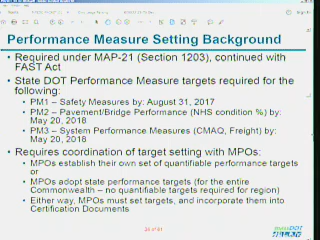 Performance Measure Setting Background
• Required under MAP-21 (Section 1203), continued with
FAST Act
• State DOT Performance Measure targets required for the
following:
• PM1 – Safety Measures by: August 31, 2017
• PM2 – Pavement/Bridge Performance (NHS condition %) by:
May 20, 2018
• PM3 – System Performance Measures (CMAQ, Freight) by:
May 20, 2018
• Requires coordination of target setting with MPOs:
• MPOs establish their own set of quantifiable performance targets
or
• MPOs adopt state performance targets (for the entire
Commonwealth – no quantifiable targets required for region)
• Either way, MPOs must set targets, and incorporate them into
Certification Documents
massDOT